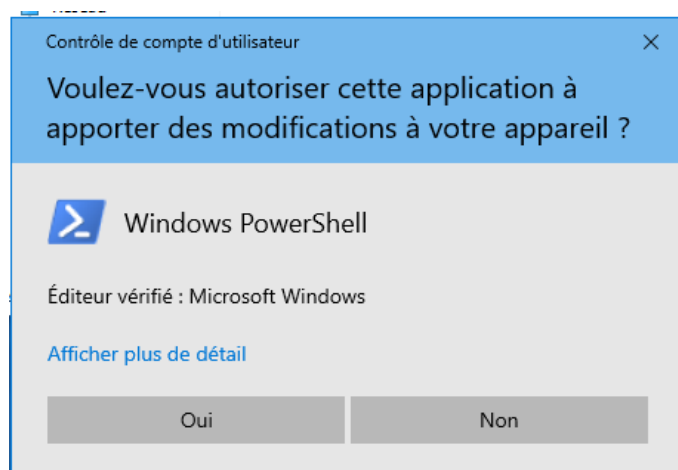 Contrôle de compte d'utilisateur
Voulez-vous autoriser cette application à
apporter des modifications à votre appareil ?
Windows PowerShell
Éditeur vérifié : Microsoft Windows
Afficher plus de détail
Oui
Non